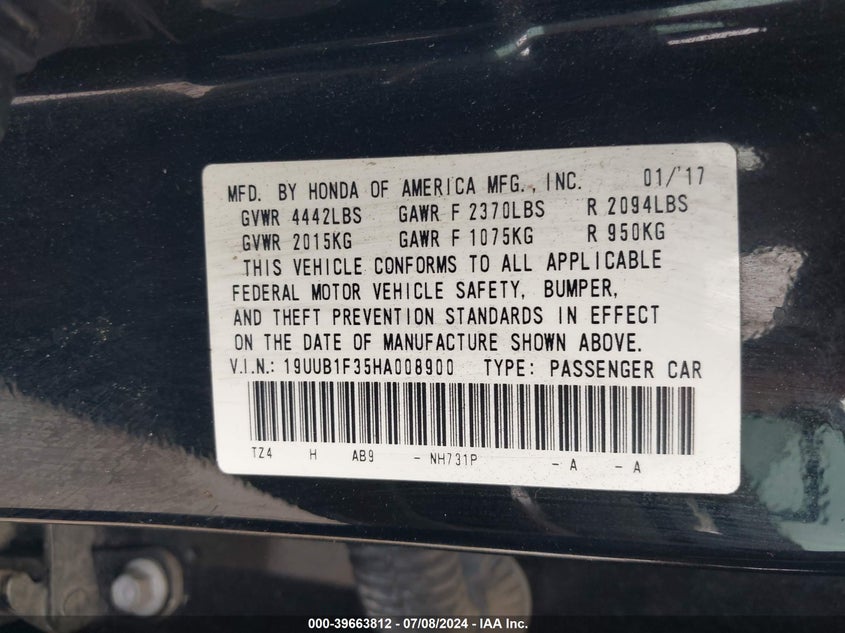 MFD. BY HONDA OF AMERICA MFG., INC. 01/'17
GVWR 4442LBS GAWR F 2370LBS R 2094LBS
GVWR 2015KG GAWR F 1075KG R 950KG
THIS VEHICLE CONFORMS TO ALL APPLICABLE
FEDERAL MOTOR VEHICLE SAFETY, BUMPER,
AND THEFT PREVENTION STANDARDS IN EFFECT
ON THE DATE OF MANUFACTURE SHOWN ABOVE.
V.I.N.: 19UUB1F35HA008900 TYPE: PASSENGER CAR
TZ4 H AB9 - NH731P - A - A
000-39663812 - 07/08/2024 - IAA Inc.